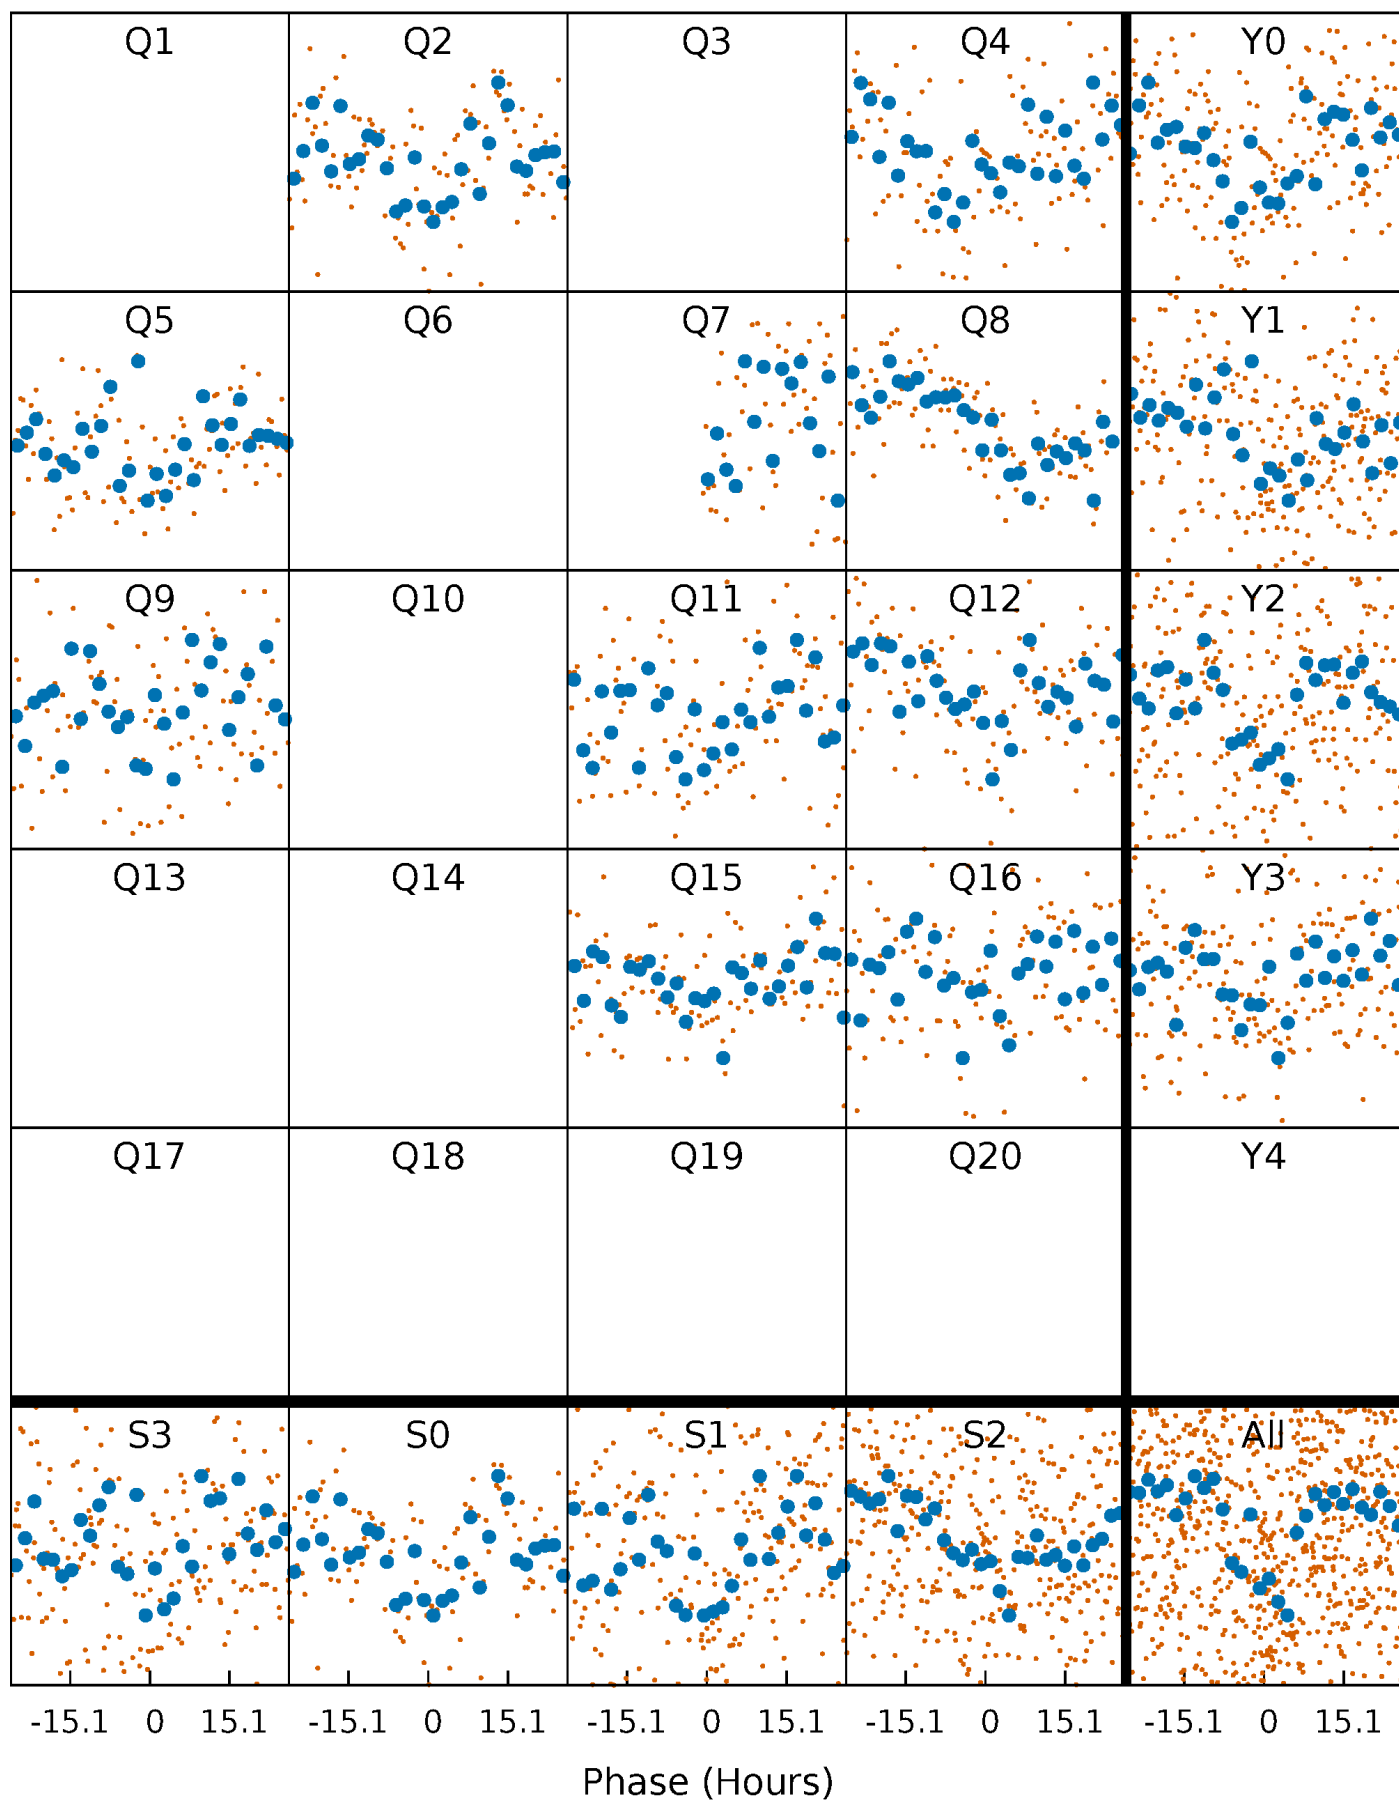 Q1 Q2 Q3 Q4 Y0
Q5 Q6 Q7 Q8 Y1
Q9 Q10 Q11 Q12 Y2
Q13 Q14 Q15 Q16 Y3
Q17 Q18 Q19 Q20 Y4
S3 S0 S1 S2 All
-15.1 0 15.1 -15.1 0 15.1 -15.1 0 15.1 -15.1 0 15.1 -15.1 0 15.1
Phase (Hours)